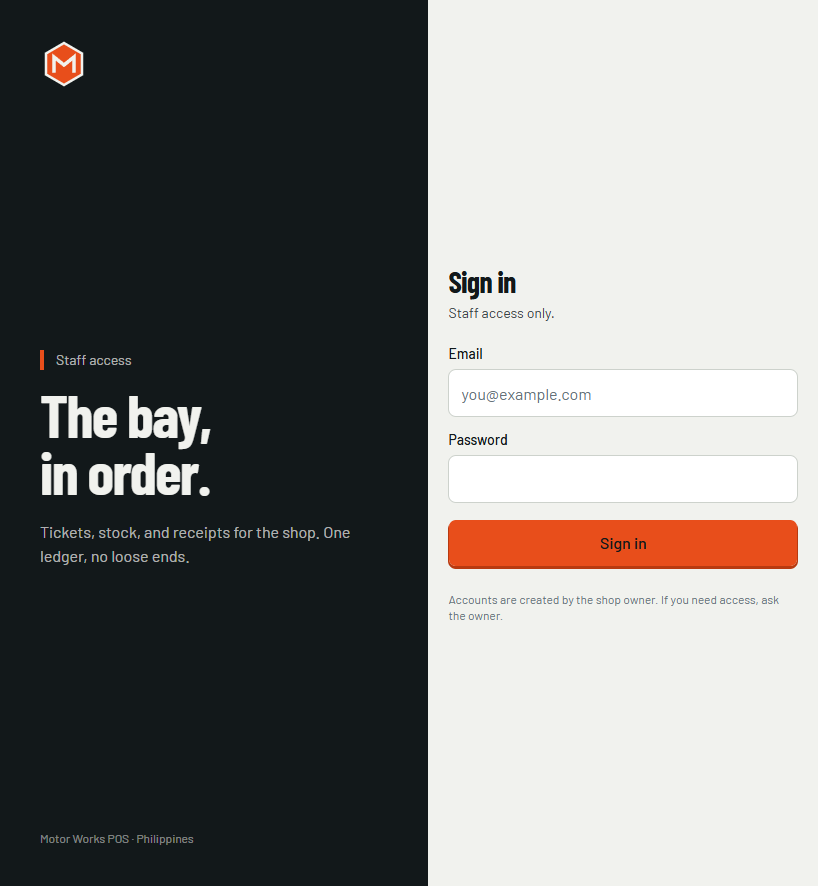 M
Staff access
The bay,
in order.
Tickets, stock, and receipts for the shop. One
ledger, no loose ends.
Motor Works POS · Philippines
Sign in
Staff access only.
Email
you@example.com
Password
Sign in
Accounts are created by the shop owner. If you need access, ask
the owner.